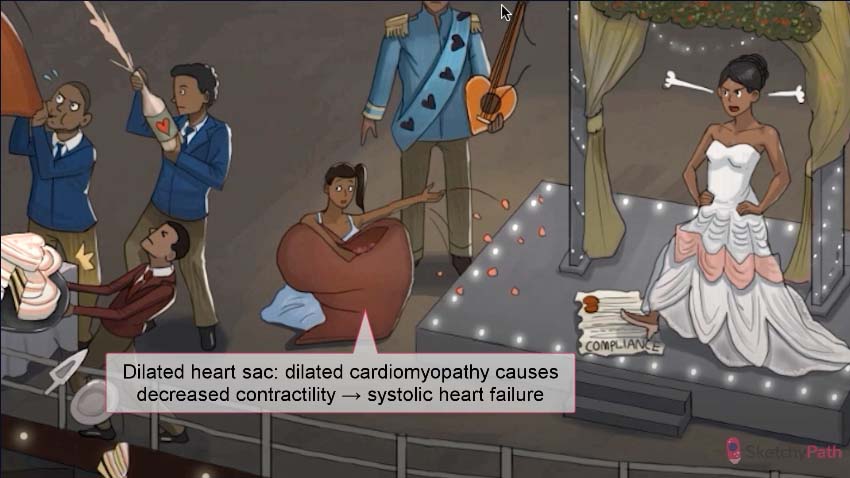 COMPLIANCE
Dilated heart sac: dilated cardiomyopathy causes
decreased contractility → systolic heart failure
SketchyPath